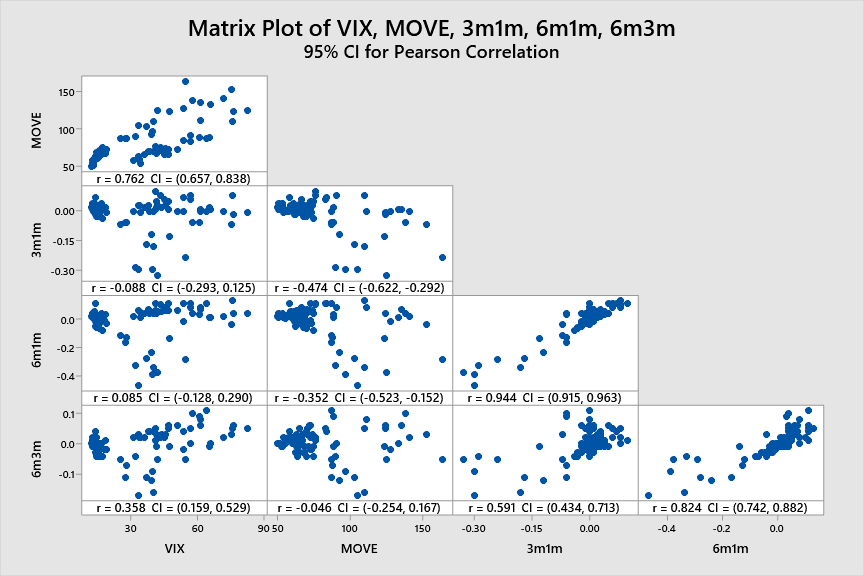 Matrix Plot of VIX, MOVE, 3m1m, 6m1m, 6m3m
95% CI for Pearson Correlation
MOVE
150
100
50
r = 0.762 CI = (0.657, 0.838)
3m1m
0.00
-0.15
-0.30
r = -0.088 CI = (-0.293, 0.125)
r = -0.474 CI = (-0.622, -0.292)
6m1m
0.0
-0.2
-0.4
r = 0.085 CI = (-0.128, 0.290)
r = -0.352 CI = (-0.523, -0.152)
r = 0.944 CI = (0.915, 0.963)
6m3m
0.1
0.0
-0.1
r = 0.358 CI = (0.159, 0.529)
r = -0.046 CI = (-0.254, 0.167)
r = 0.591 CI = (0.434, 0.713)
r = 0.824 CI = (0.742, 0.882)
30 60 90 50 100 150 -0.30 -0.15 0.00 -0.4 -0.2 0.0
VIX MOVE 3m1m 6m1m